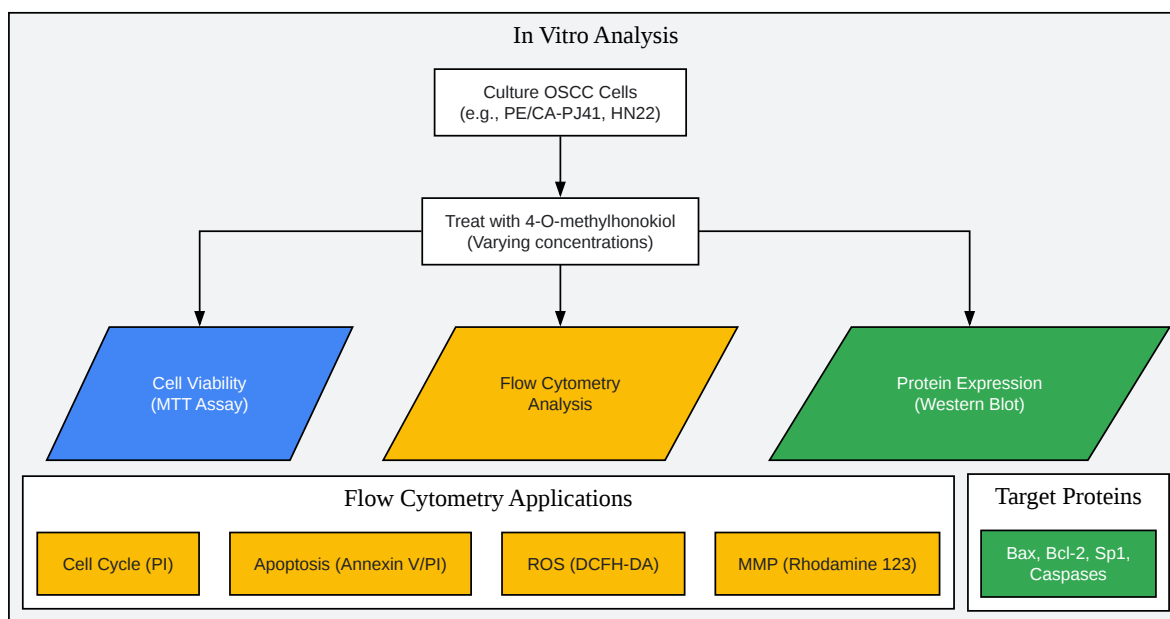 In Vitro Analysis
Culture OSCC Cells
(e.g., PE/CA-PJ41, HN22)
Treat with 4-O-methylhonokiol
(Varying concentrations)
Cell Viability
(MTT Assay)
Flow Cytometry
Analysis
Protein Expression
(Western Blot)
Flow Cytometry Applications
Cell Cycle (PI)
Apoptosis (Annexin V/PI)
ROS (DCFH-DA)
MMP (Rhodamine 123)
Target Proteins
Bax, Bcl-2, Sp1,
Caspases